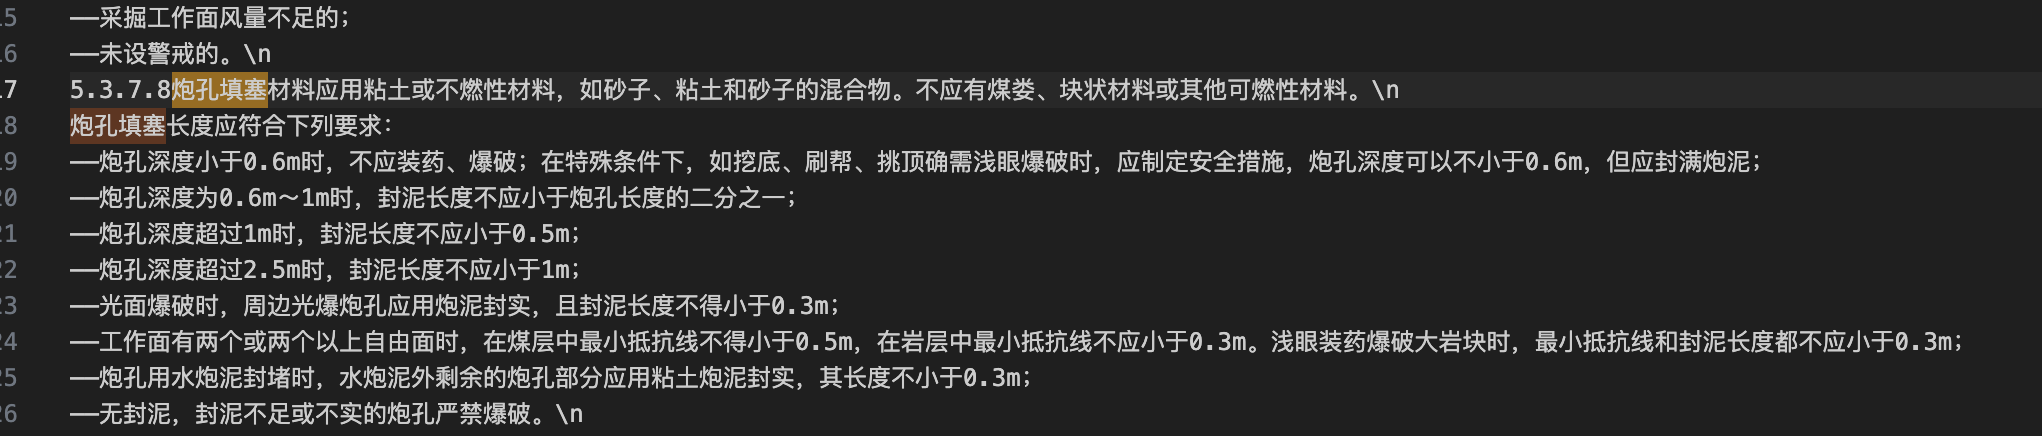 15 ——采掘工作面风量不足的；
16 ——未设警戒的。\n
17 5.3.7.8炮孔填塞材料应用粘土或不燃性材料，如砂子、粘土和砂子的混合物。不应有煤娄、块状材料或其他可燃性材料。\n
18 炮孔填塞长度应符合下列要求：
19 ——炮孔深度小于0.6m时，不应装药、爆破；在特殊条件下，如挖底、刷帮、挑顶确需浅眼爆破时，应制定安全措施，炮孔深度可以不小于0.6m，但应封满炮泥；
20 ——炮孔深度为0.6m～1m时，封泥长度不应小于炮孔长度的二分之一；
21 ——炮孔深度超过1m时，封泥长度不应小于0.5m；
22 ——炮孔深度超过2.5m时，封泥长度不应小于1m；
23 ——光面爆破时，周边光爆炮孔应用炮泥封实，且封泥长度不得小于0.3m；
24 ——工作面有两个或两个以上自由面时，在煤层中最小抵抗线不得小于0.5m，在岩层中最小抵抗线不应小于0.3m。浅眼装药爆破大岩块时，最小抵抗线和封泥长度都不应小于0.3m；
25 ——炮孔用水炮泥封堵时，水炮泥外剩余的炮孔部分应用粘土炮泥封实，其长度不小于0.3m；
26 ——无封泥，封泥不足或不实的炮孔严禁爆破。\n